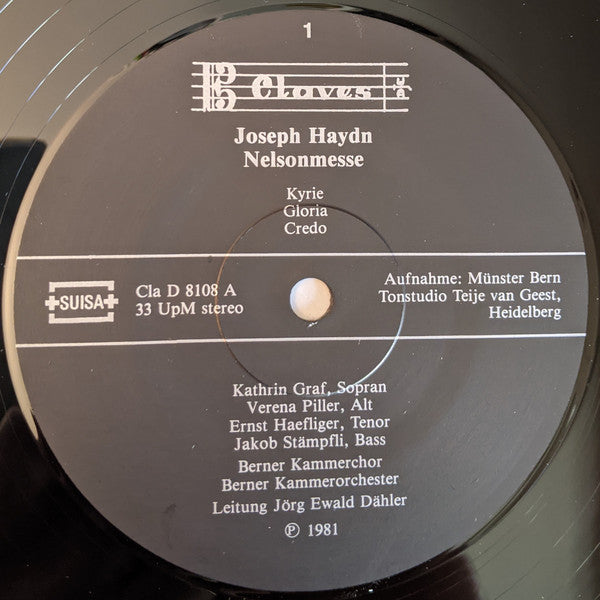 1
Claves
Joseph Haydn
Nelsonmesse
Kyrie
Gloria
Credo
SUISA
Cla D 8108 A
33 UpM stereo
Aufnahme: Münster Bern
Tonstudio Teije van Geest,
Heidelberg
Kathrin Graf, Sopran
Verena Piller, Alt
Ernst Haefliger, Tenor
Jakob Stämpfli, Bass
Berner Kammerchor
Berner Kammerorchester
Leitung Jörg Ewald Dähler
℗ 1981